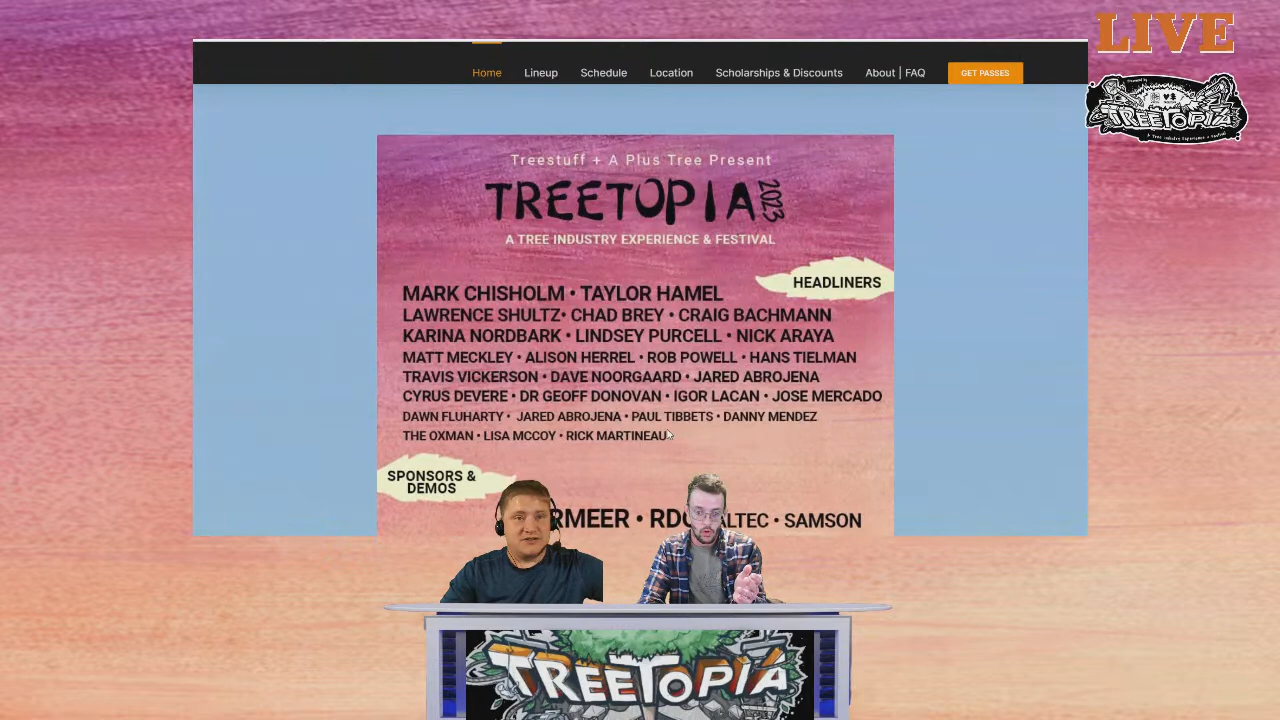 LIVE
Home Lineup Schedule Location Scholarships & Discounts About | FAQ GET PASSES
TREETOPIA
Treestuff + A Plus Tree Present
TREETOPIA 2023
A TREE INDUSTRY EXPERIENCE & FESTIVAL
HEADLINERS
MARK CHISHOLM • TAYLOR HAMEL
LAWRENCE SHULTZ• CHAD BREY • CRAIG BACHMANN
KARINA NORDBARK • LINDSEY PURCELL • NICK ARAYA
MATT MECKLEY • ALISON HERREL • ROB POWELL • HANS TIELMAN
TRAVIS VICKERSON • DAVE NOORGAARD • JARED ABROJENA
CYRUS DEVERE • DR GEOFF DONOVAN • IGOR LACAN • JOSE MERCADO
DAWN FLUHARTY • JARED ABROJENA • PAUL TIBBETS • DANNY MENDEZ
THE OXMAN • LISA MCCOY • RICK MARTINEAU
SPONSORS &
DEMOS
RMEER • RDO ALTEC • SAMSON
TREETOPIA